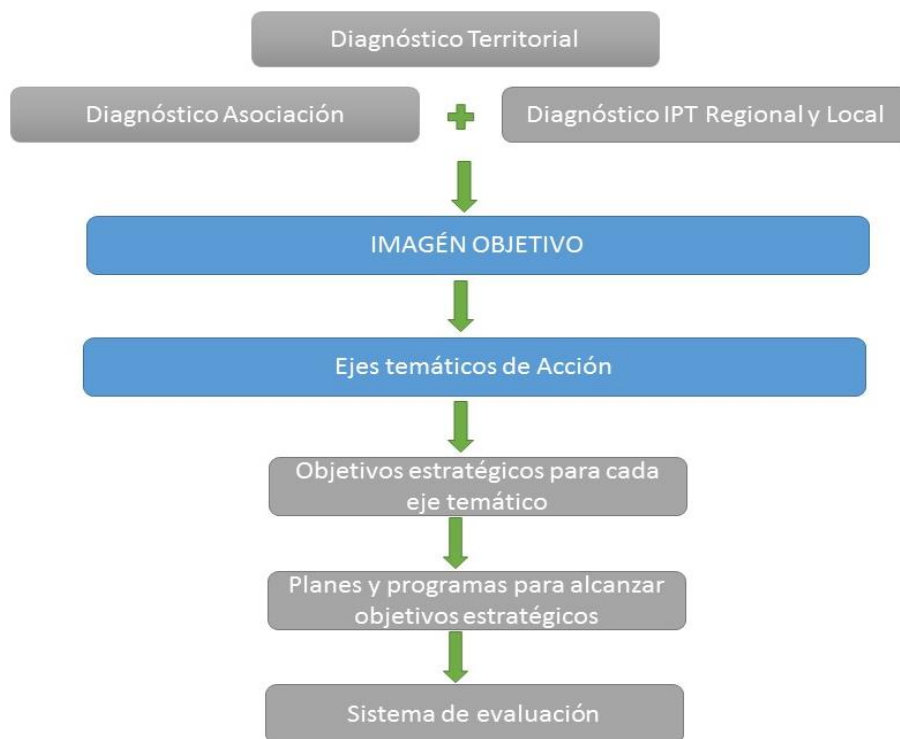 Diagnóstico Territorial
Diagnóstico Asociación
Diagnóstico IPT Regional y Local
IMAGÉN OBJETIVO
Ejes temáticos de Acción
Objetivos estratégicos para cada
eje temático
Planes y programas para alcanzar
objetivos estratégicos
Sistema de evaluación